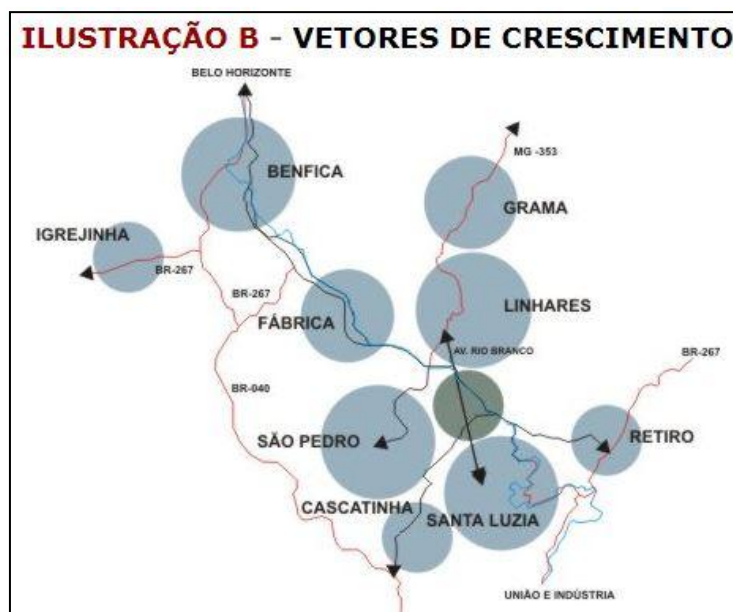 ILUSTRAÇÃO B - VETORES DE CRESCIMENTO
BELO HORIZONTE
BENFICA
MG -353
GRAMA
IGREJINHA
BR-267
BR-267
LINHARES
FÁBRICA
AV. RIO BRANCO
BR-267
BR-040
SÃO PEDRO
RETIRO
CASCATINHA
SANTA LUZIA
UNIÃO E INDÚSTRIA